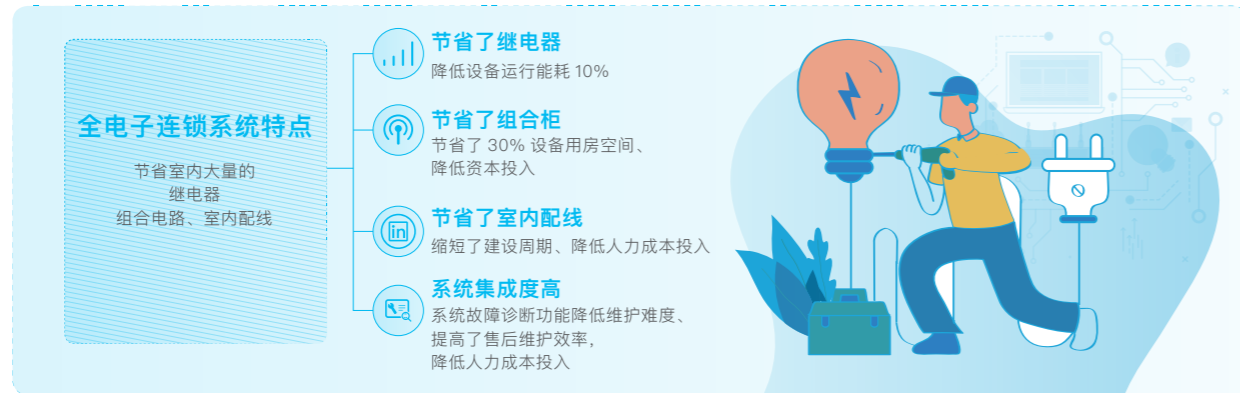 全电子连锁系统特点
节省室内大量的
继电器
组合电路、室内配线
节省了继电器
降低设备运行能耗 10%
节省了组合柜
节省了 30% 设备用房空间、
降低资本投入
in
节省了室内配线
缩短了建设周期、降低人力成本投入
系统集成度高
系统故障诊断功能降低维护难度、
提高了售后维护效率，
降低人力成本投入